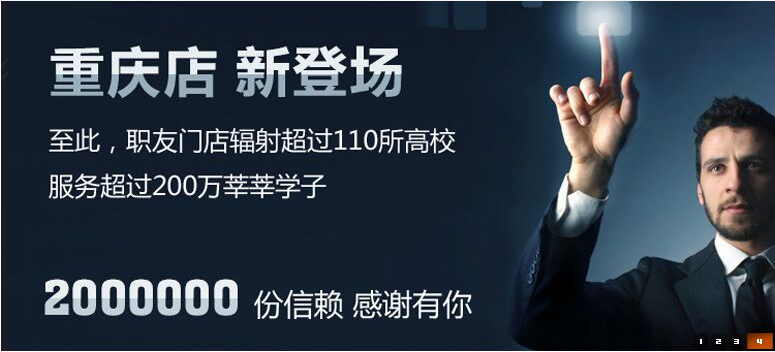 重庆店 新登场
至此，职友门店辐射超过110所高校
服务超过200万莘莘学子
2000000 份信赖 感谢有你
1 2 3 4